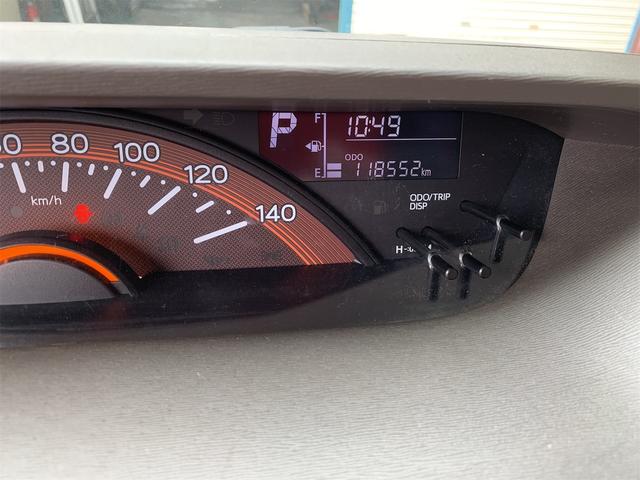 P
F
10:49
ODO
E
118552km
80
100
120
140
km/h
ODO/TRIP
DISP
H